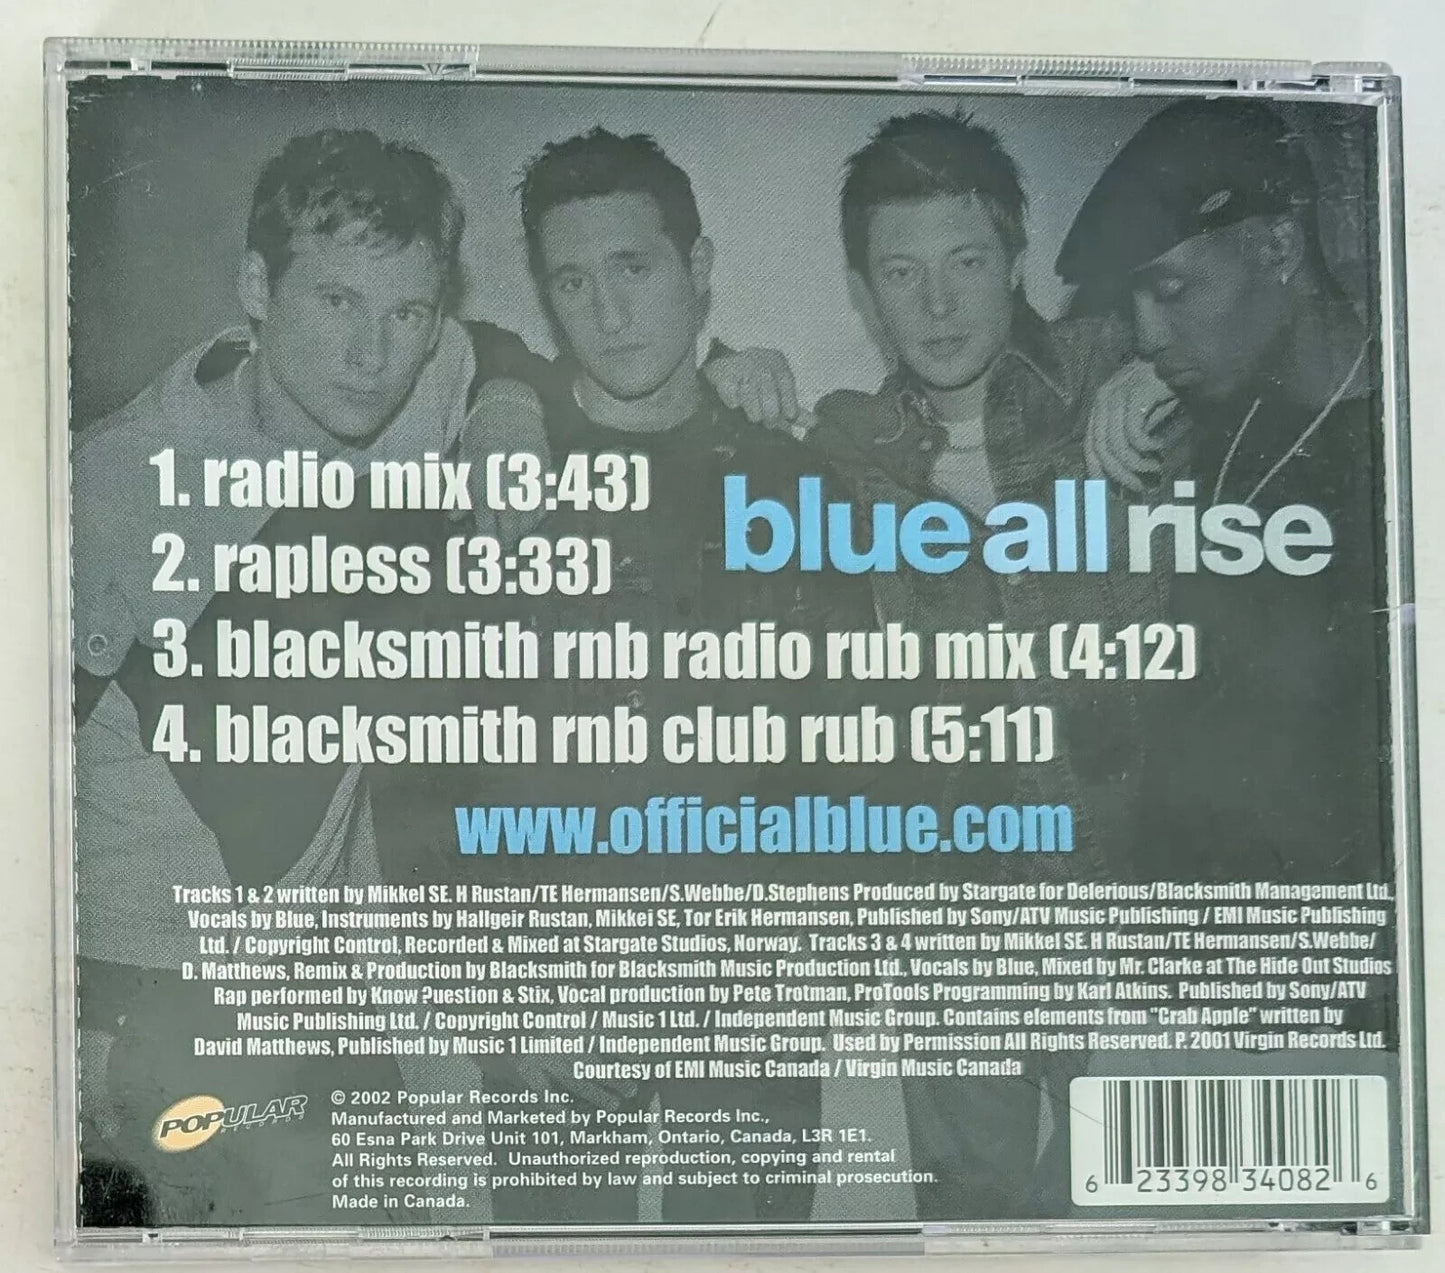 1. radio mix (3:43)
2. rapless (3:33)
blue all rise
3. blacksmith rnb radio rub mix (4:12)
4. blacksmith rnb club rub (5:11)
www.officialblue.com
Tracks 1 & 2 written by Mikkel SE. H Rustan/TE Hermansen/S.Webbe/D.Stephens Produced by Stargate for Delerious/Blacksmith Management Ltd.
Vocals by Blue, Instruments by Hallgeir Rustan, Mikkei SE, Tor Erik Hermansen, Published by Sony/ATV Music Publishing / EMI Music Publishing
Ltd. / Copyright Control, Recorded & Mixed at Stargate Studios, Norway. Tracks 3 & 4 written by Mikkel SE. H Rustan/TE Hermansen/S.Webbe/
D. Matthews, Remix & Production by Blacksmith for Blacksmith Music Production Ltd., Vocals by Blue, Mixed by Mr. Clarke at The Hide Out Studios
Rap performed by Know ?uestion & Stix, Vocal production by Pete Trotman, ProTools Programming by Karl Atkins. Published by Sony/ATV
Music Publishing Ltd. / Copyright Control / Music 1 Ltd. / Independent Music Group. Contains elements from "Crab Apple" written by
David Matthews, Published by Music 1 Limited / Independent Music Group. Used by Permission All Rights Reserved. P. 2001 Virgin Records Ltd.
Courtesy of EMI Music Canada / Virgin Music Canada
POPULAR
RECORDS
© 2002 Popular Records Inc.
Manufactured and Marketed by Popular Records Inc.,
60 Esna Park Drive Unit 101, Markham, Ontario, Canada, L3R 1E1.
All Rights Reserved. Unauthorized reproduction, copying and rental
of this recording is prohibited by law and subject to criminal prosecution.
Made in Canada.
6 23398 34082 6